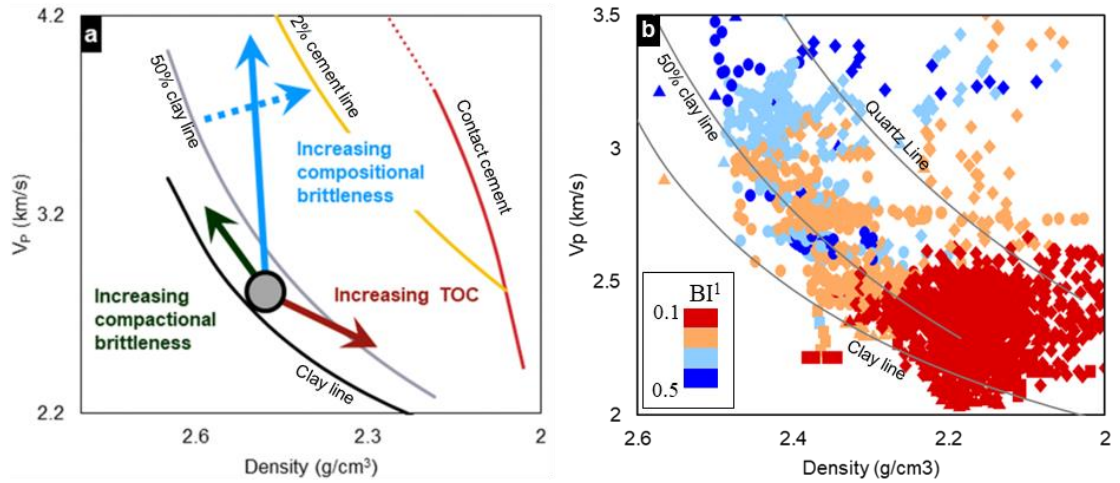 a
4.2
3.2
2.2
V_P (km/s)
2.6
2.3
2
Density (g/cm³)
50% clay line
2% cement line
Contact cement
Increasing
compositional
brittleness
Increasing TOC
Increasing
compactional
brittleness
Clay line
b
3.5
3
2.5
2
Vp (km/s)
2.6
2.4
2.2
2
Density (g/cm3)
50% clay line
Quartz Line
Clay line
BI¹
0.1
0.5